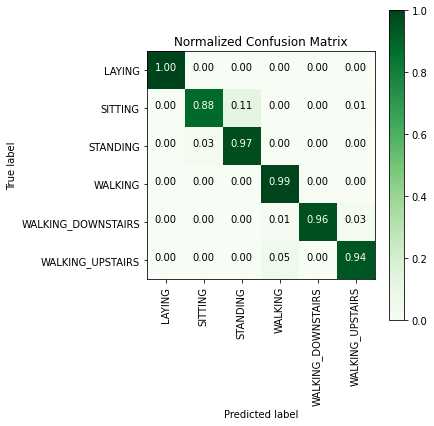 Normalized Confusion Matrix
True label
LAYING 1.00 0.00 0.00 0.00 0.00 0.00
SITTING 0.00 0.88 0.11 0.00 0.00 0.01
STANDING 0.00 0.03 0.97 0.00 0.00 0.00
WALKING 0.00 0.00 0.00 0.99 0.00 0.00
WALKING_DOWNSTAIRS 0.00 0.00 0.00 0.01 0.96 0.03
WALKING_UPSTAIRS 0.00 0.00 0.00 0.05 0.00 0.94
LAYING
SITTING
STANDING
WALKING
WALKING_DOWNSTAIRS
WALKING_UPSTAIRS
Predicted label
1.0
0.8
0.6
0.4
0.2
0.0